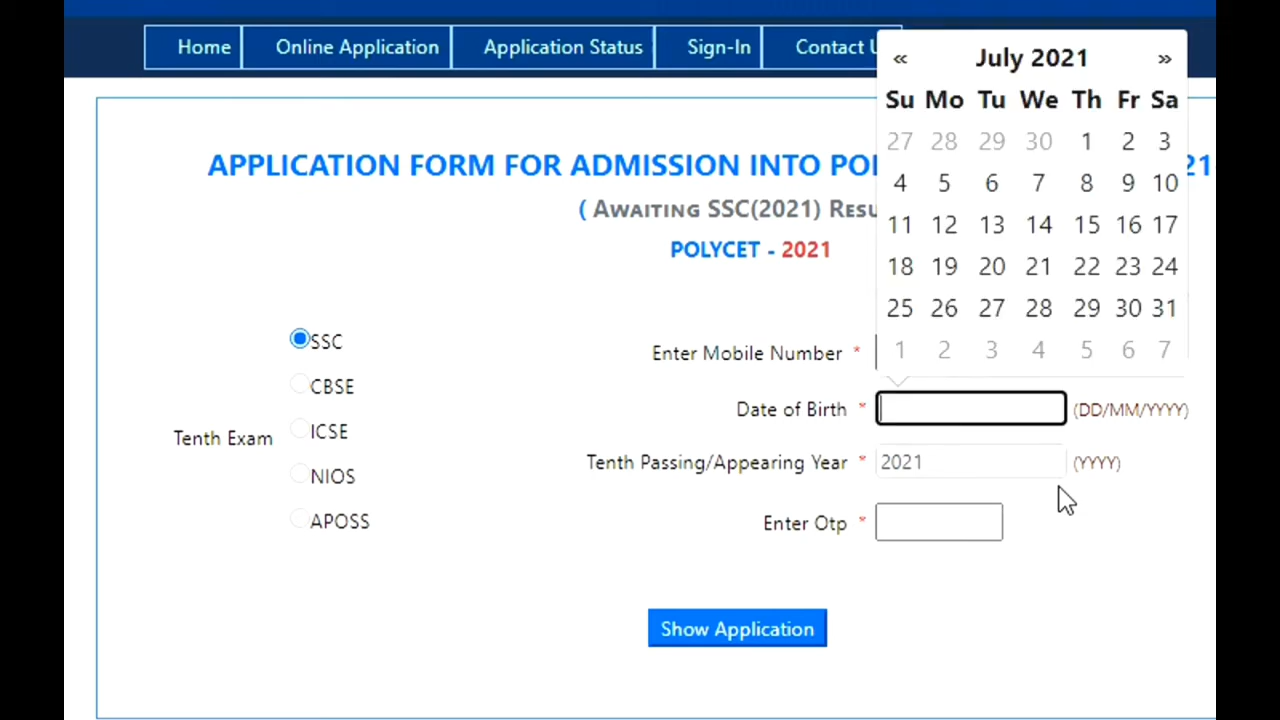 Home Online Application Application Status Sign-In Contact
APPLICATION FORM FOR ADMISSION INTO 21
( AWAITING SSC(2021)
POLYCET - 2021
« July 2021 »
Su Mo Tu We Th Fr Sa
27 28 29 30 1 2 3
4 5 6 7 8 9 10
11 12 13 14 15 16 17
18 19 20 21 22 23 24
25 26 27 28 29 30 31
1 2 3 4 5 6 7
Tenth Exam
SSC
CBSE
ICSE
NIOS
APOSS
Enter Mobile Number *
Date of Birth * (DD/MM/YYYY)
Tenth Passing/Appearing Year * 2021 (YYYY)
Enter Otp *
Show Application